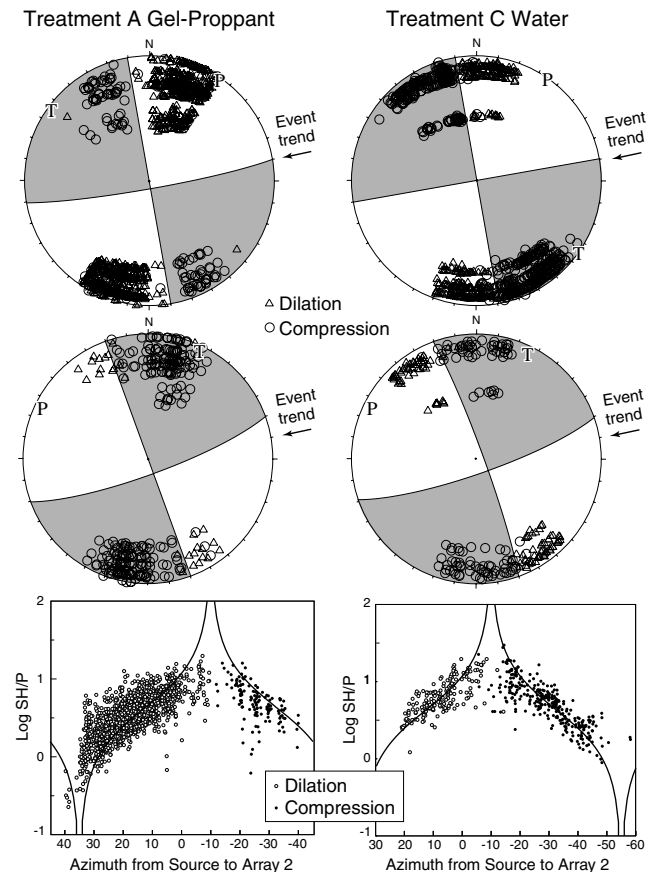 Treatment A Gel-Proppant
Treatment C Water
N
P
T
Event
trend
N
P
T
Event
trend
Dilation
Compression
N
T
P
Event
trend
N
T
P
Event
trend
2
1
0
-1
Log SH/P
40 30 20 10 0 -10 -20 -30 -40
Azimuth from Source to Array 2
2
1
0
-1
Log SH/P
30 20 10 0 -10 -20 -30 -40 -50 -60
Azimuth from Source to Array 2
Dilation
Compression